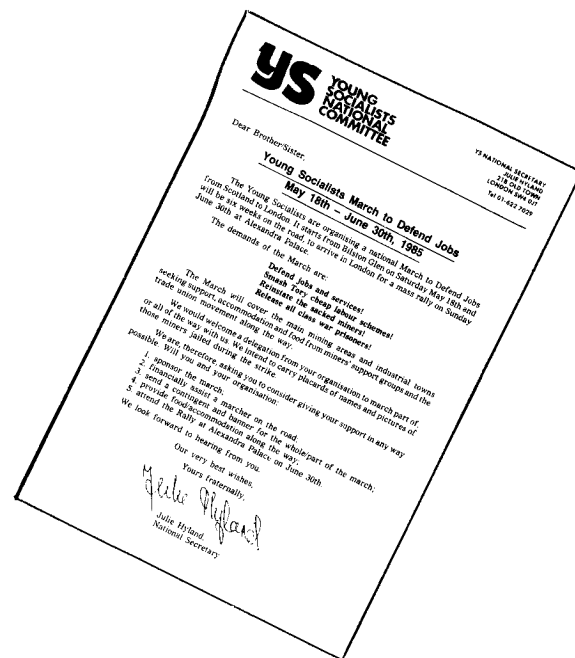 YS
YOUNG
SOCIALISTS
NATIONAL
COMMITTEE
YS NATIONAL SECRETARY
JULIE HYLAND
21B OLD TOWN
LONDON SW4 0JT
Tel 01-622 7029
Dear Brother/Sister,
Young Socialists March to Defend Jobs
May 18th — June 30th, 1985
The Young Socialists are organising a national March to Defend Jobs
from Scotland to London. It starts from Bilston Glen on Saturday May 18th and
will be six weeks on the road, to arrive in London for a mass rally on Sunday
June 30th at Alexandra Palace.
The demands of the March are:
Defend jobs and services!
Smash Tory cheap labour schemes!
Reinstate the sacked miners!
Release all class war prisoners!
The March will cover the main mining areas and industrial towns
seeking support, accommodation and food from miners' support groups and the
trade union movement along the way.
We would welcome a delegation from your organisation to march part of,
or all of the way with us. We intend to carry placards of names and pictures of
those miners jailed during the strike.
We are, therefore, asking you to consider giving your support in any way
possible. Will you and your organisation:
1. sponsor the march;
2. financially assist a marcher on the road;
3. send a contingent and banner for the whole/part of the march;
4. provide food/accommodation along the way;
5. attend the Rally at Alexandra Palace on June 30th
We look forward to hearing from you.
Our very best wishes.
Yours fraternally,
Julie Hyland
Julie Hyland,
National Secretary